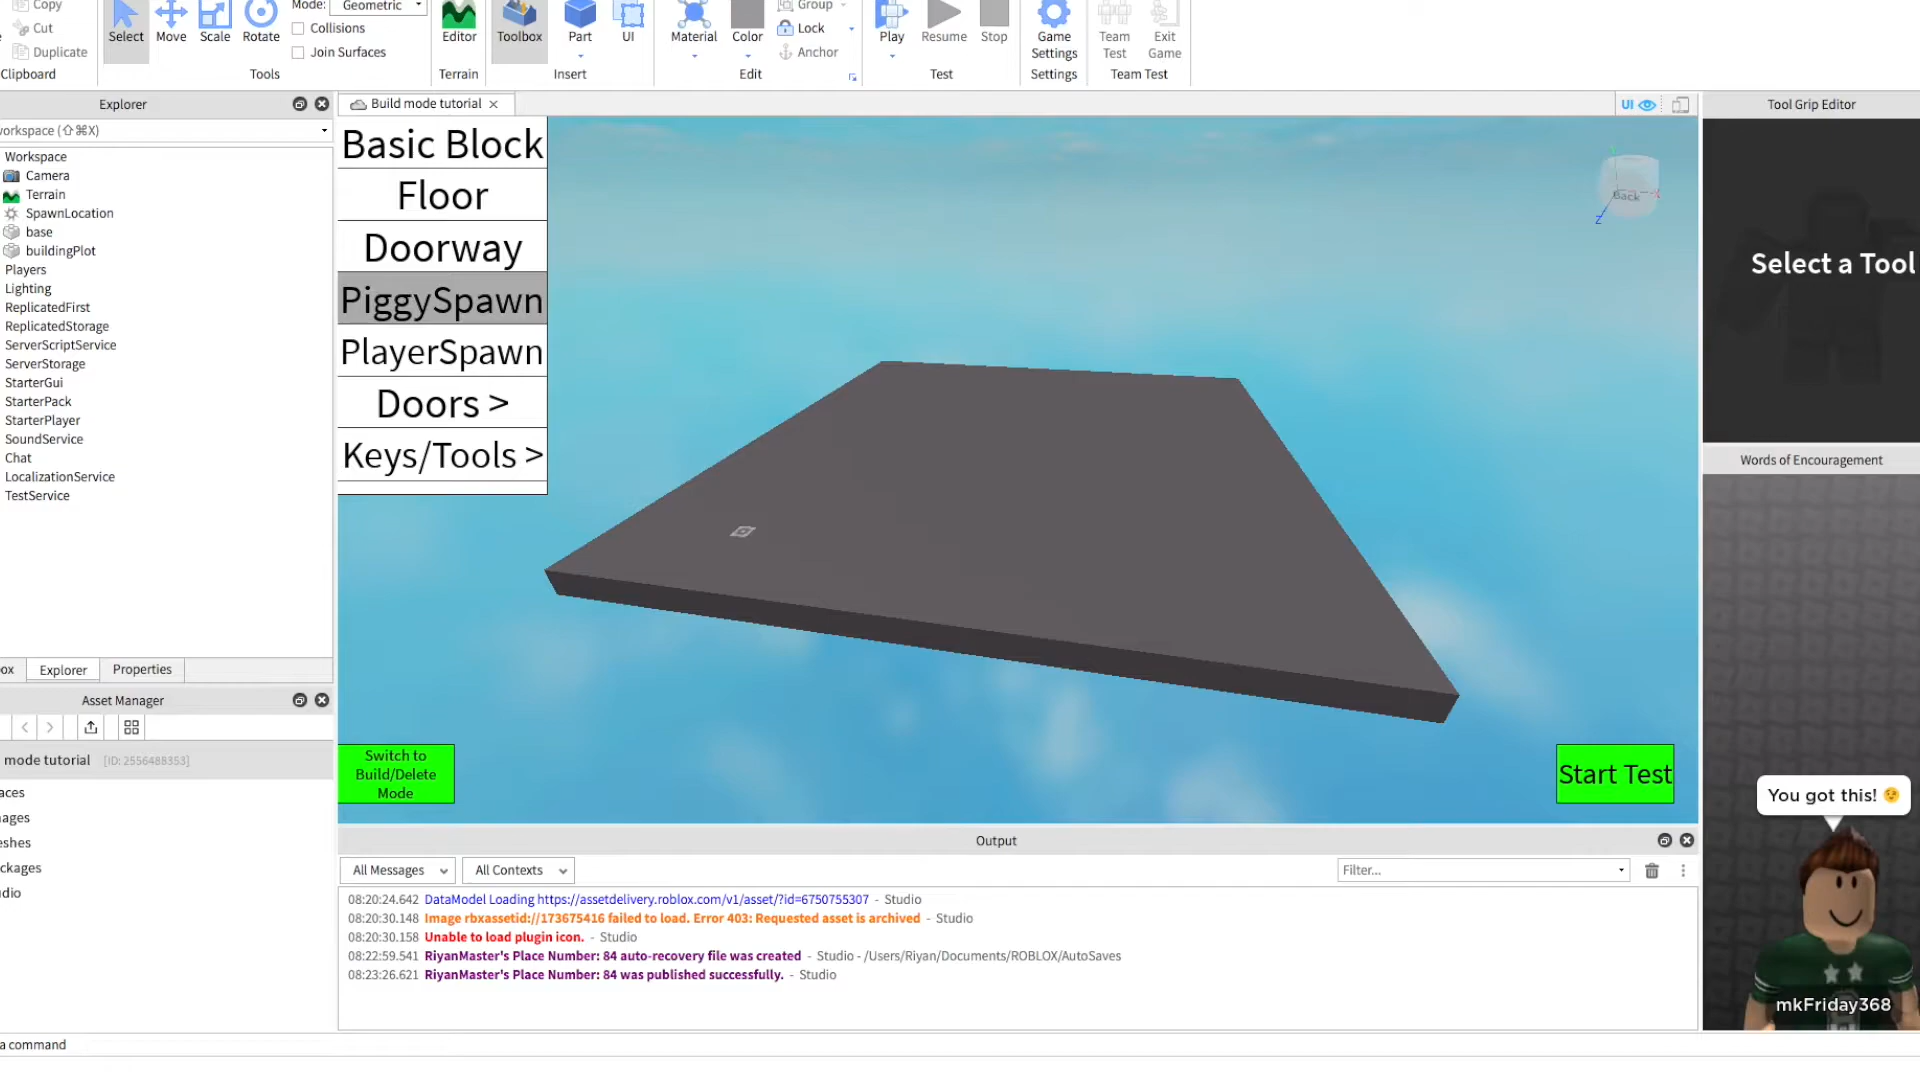 Copy
Cut
Duplicate
Clipboard
Select
Move
Scale
Rotate
Mode:
Geometric
Collisions
Join Surfaces
Tools
Editor
Terrain
Toolbox
Part
UI
Insert
Material
Color
Group
Lock
Anchor
Edit
Play
Resume
Stop
Test
Game
Settings
Settings
Team
Test
Exit
Game
Team Test
Explorer
workspace (⇧⌘X)
Workspace
Camera
Terrain
SpawnLocation
base
buildingPlot
Players
Lighting
ReplicatedFirst
ReplicatedStorage
ServerScriptService
ServerStorage
StarterGui
StarterPack
StarterPlayer
SoundService
Chat
LocalizationService
TestService
ox
Explorer
Properties
Asset Manager
mode tutorial [ID: 2556488353]
aces
nages
eshes
ckages
dio
a command
Build mode tutorial
UI
Basic Block
Floor
Doorway
PiggySpawn
PlayerSpawn
Doors >
Keys/Tools >
Back
X
Y
Z
Switch to
Build/Delete
Mode
Start Test
Output
All Messages
All Contexts
Filter...
08:20:24.642 DataModel Loading https://assetdelivery.roblox.com/v1/asset/?id=6750755307 - Studio
08:20:30.148 Image rbxassetid://173675416 failed to load. Error 403: Requested asset is archived - Studio
08:20:30.158 Unable to load plugin icon. - Studio
08:22:59.541 RiyanMaster's Place Number: 84 auto-recovery file was created - Studio - /Users/Riyan/Documents/ROBLOX/AutoSaves
08:23:26.621 RiyanMaster's Place Number: 84 was published successfully. - Studio
Tool Grip Editor
Select a Tool
Words of Encouragement
You got this! 😉
mkFriday368